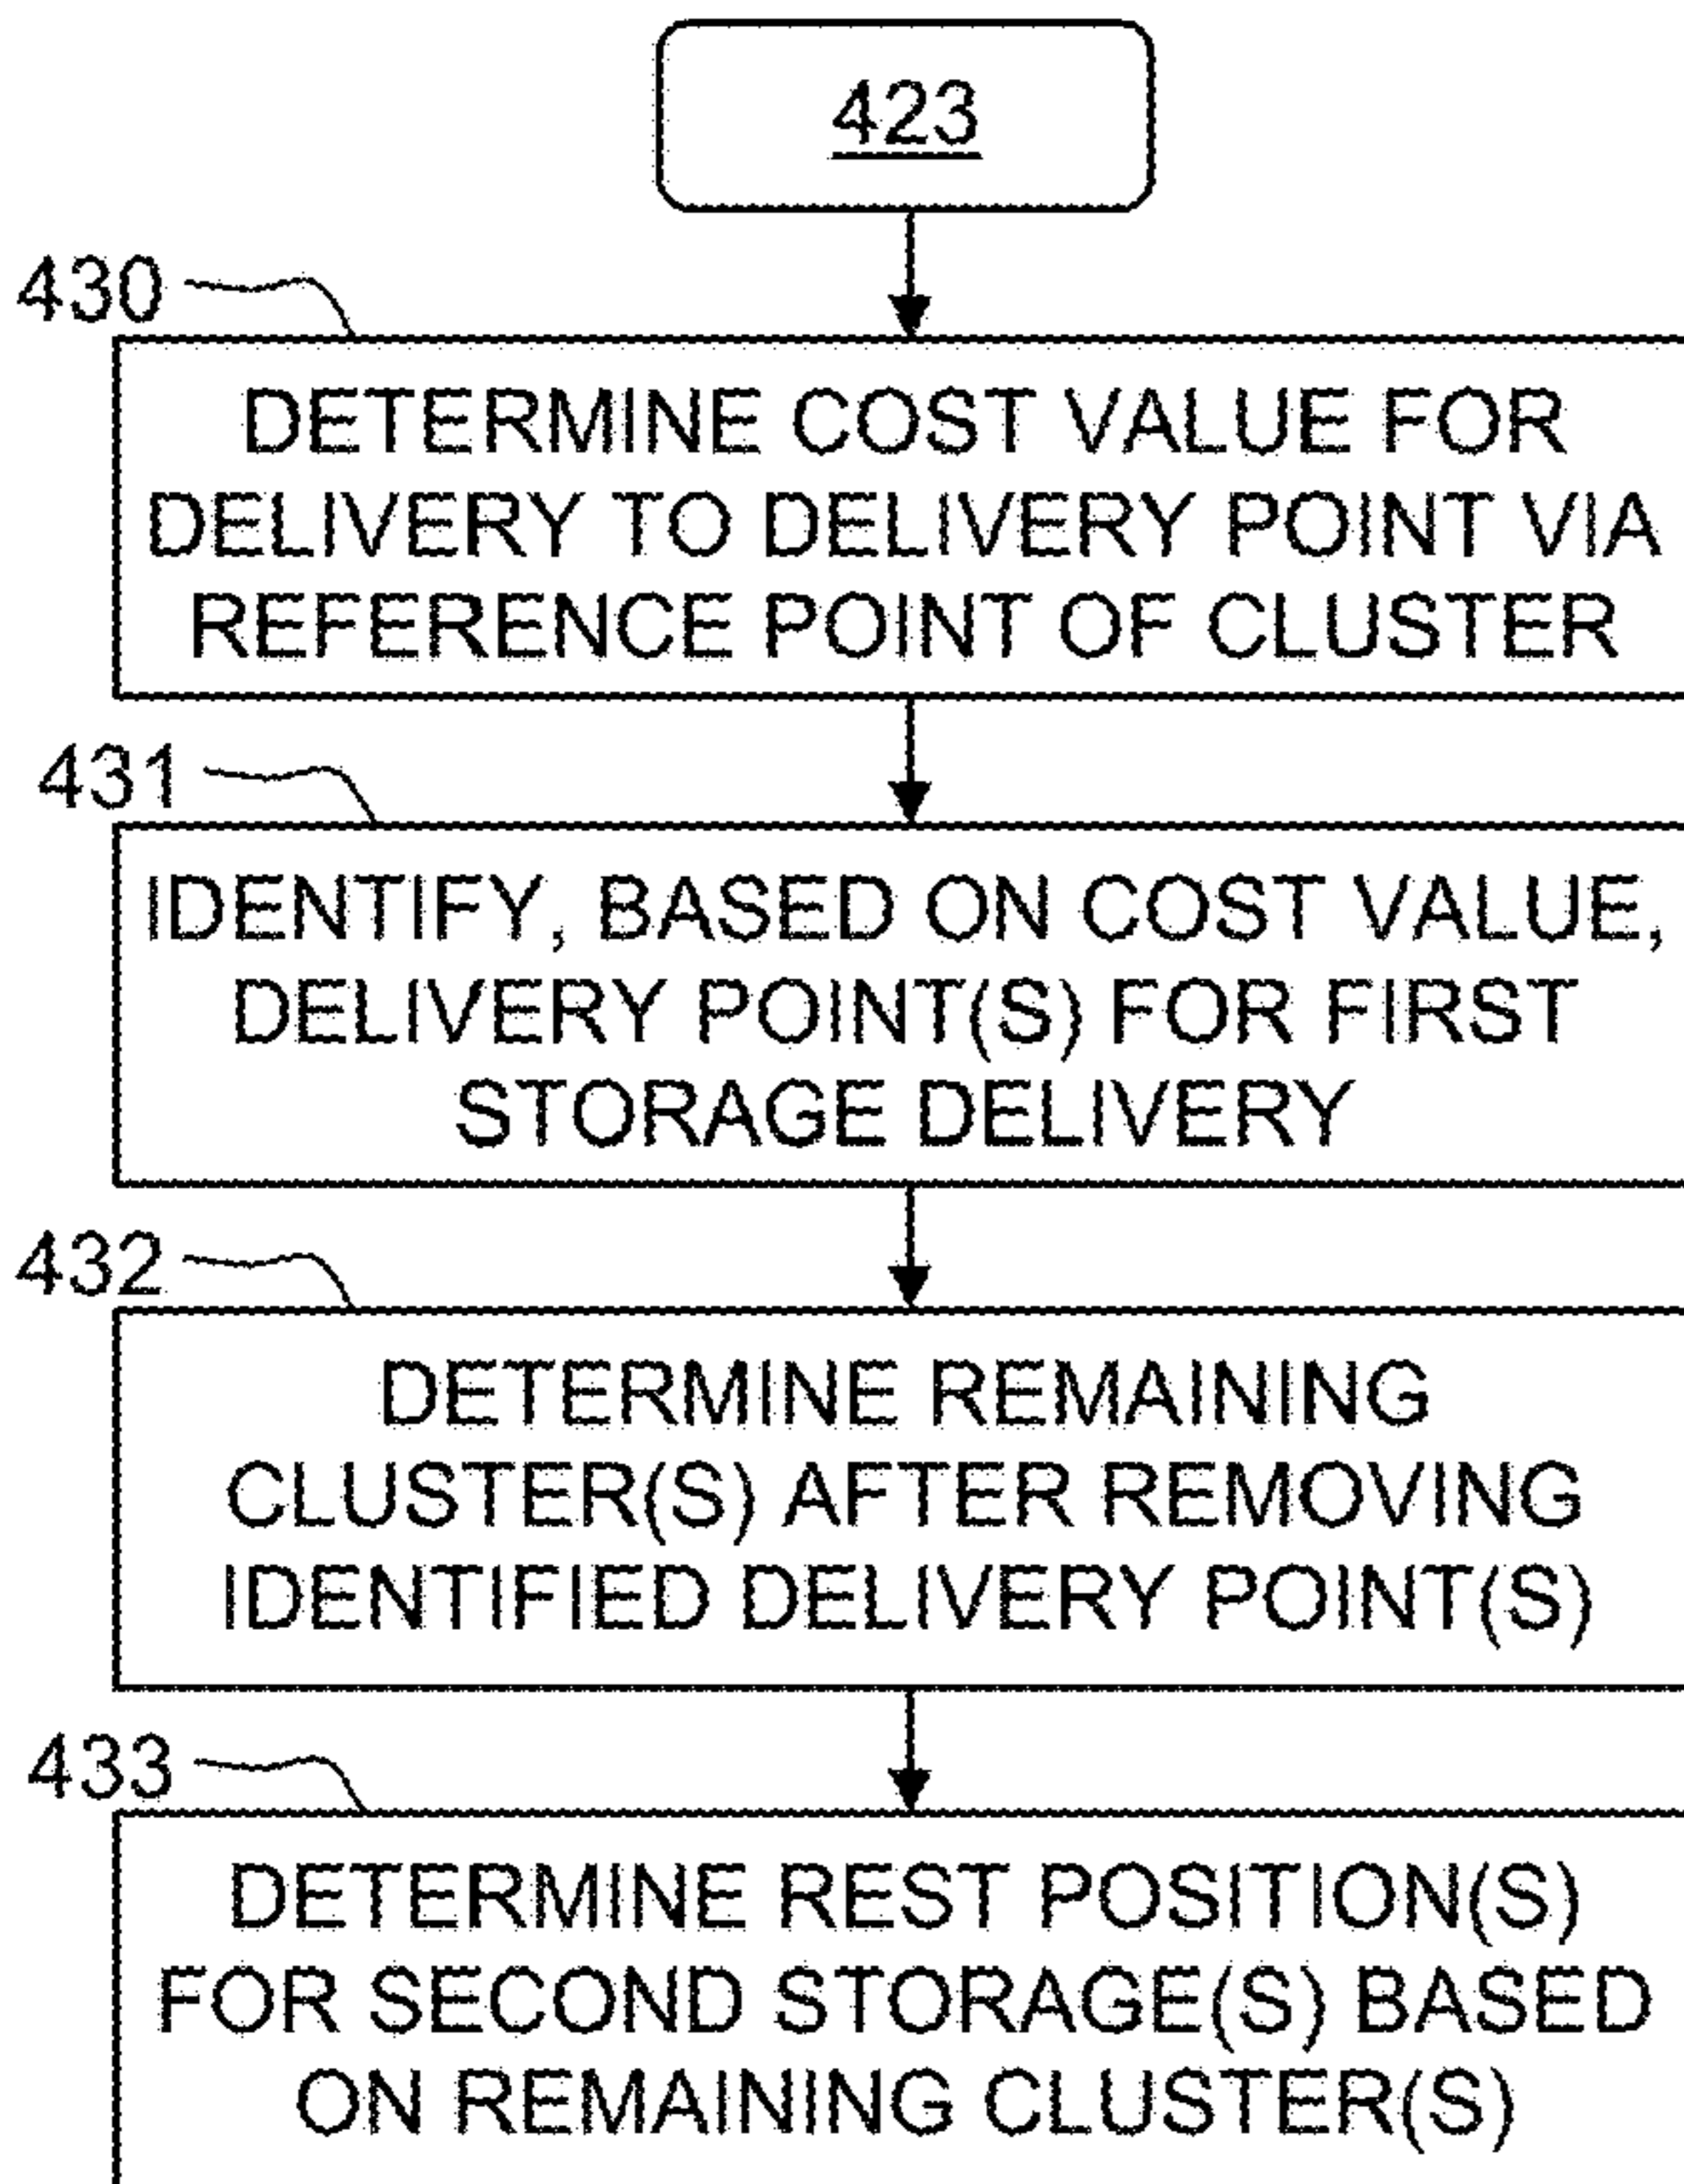 423
430
DETERMINE COST VALUE FOR
DELIVERY TO DELIVERY POINT VIA
REFERENCE POINT OF CLUSTER
431
IDENTIFY, BASED ON COST VALUE,
DELIVERY POINT(S) FOR FIRST
STORAGE DELIVERY
432
DETERMINE REMAINING
CLUSTER(S) AFTER REMOVING
IDENTIFIED DELIVERY POINT(S)
433
DETERMINE REST POSITION(S)
FOR SECOND STORAGE(S) BASED
ON REMAINING CLUSTER(S)